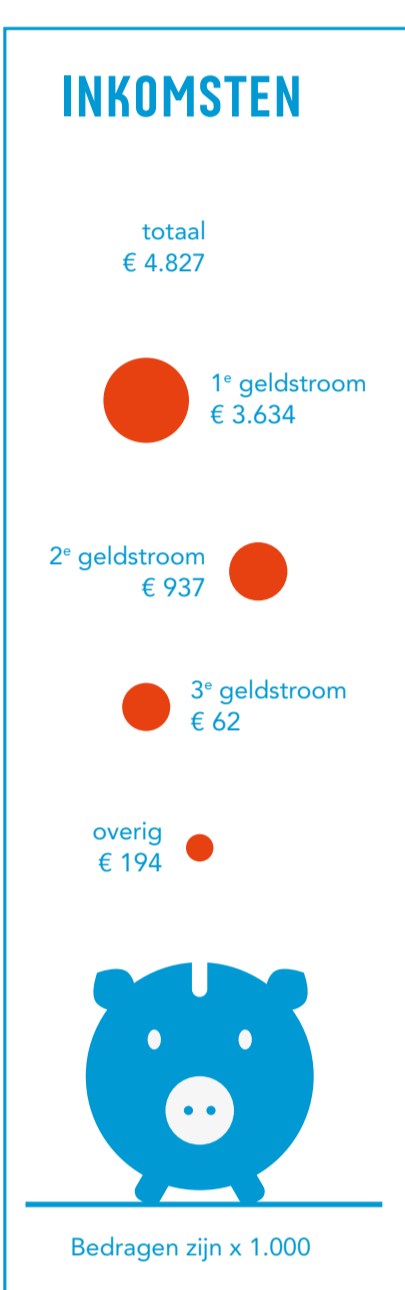 INKOMSTEN
totaal
€ 4.827
1e geldstroom
€ 3.634
2e geldstroom
€ 937
3e geldstroom
€ 62
overig
€ 194
Bedragen zijn x 1.000